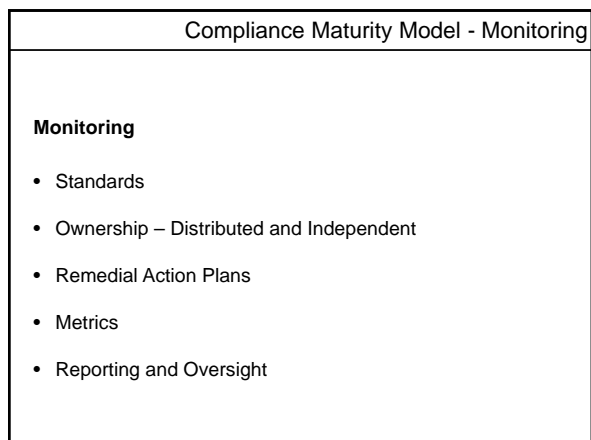 Compliance Maturity Model - Monitoring
Monitoring
• Standards
• Ownership – Distributed and Independent
• Remedial Action Plans
• Metrics
• Reporting and Oversight